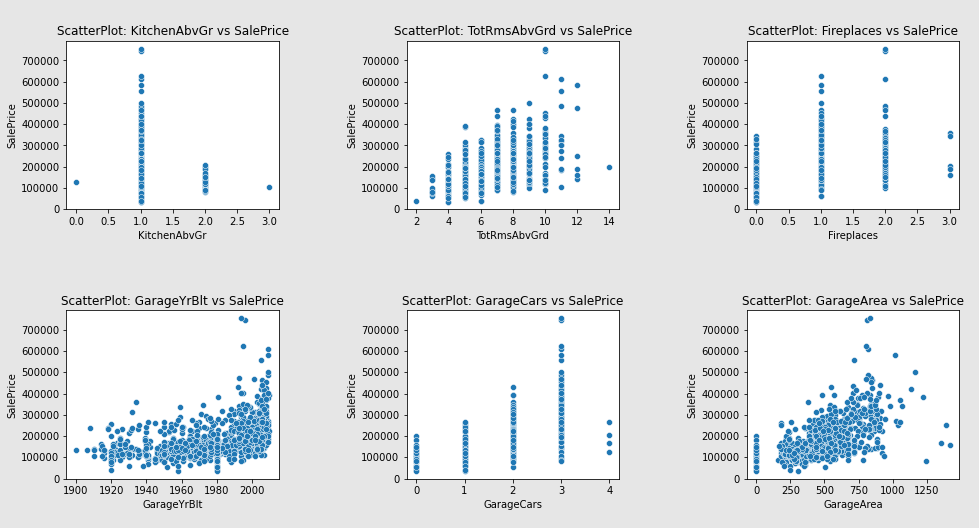 ScatterPlot: KitchenAbvGr vs SalePrice
SalePrice
700000
600000
500000
400000
300000
200000
100000
0
0.0 0.5 1.0 1.5 2.0 2.5 3.0
KitchenAbvGr
ScatterPlot: TotRmsAbvGrd vs SalePrice
SalePrice
700000
600000
500000
400000
300000
200000
100000
0
2 4 6 8 10 12 14
TotRmsAbvGrd
ScatterPlot: Fireplaces vs SalePrice
SalePrice
700000
600000
500000
400000
300000
200000
100000
0
0.0 0.5 1.0 1.5 2.0 2.5 3.0
Fireplaces
ScatterPlot: GarageYrBlt vs SalePrice
SalePrice
700000
600000
500000
400000
300000
200000
100000
0
1900 1920 1940 1960 1980 2000
GarageYrBlt
ScatterPlot: GarageCars vs SalePrice
SalePrice
700000
600000
500000
400000
300000
200000
100000
0
0 1 2 3 4
GarageCars
ScatterPlot: GarageArea vs SalePrice
SalePrice
700000
600000
500000
400000
300000
200000
100000
0
0 250 500 750 1000 1250
GarageArea